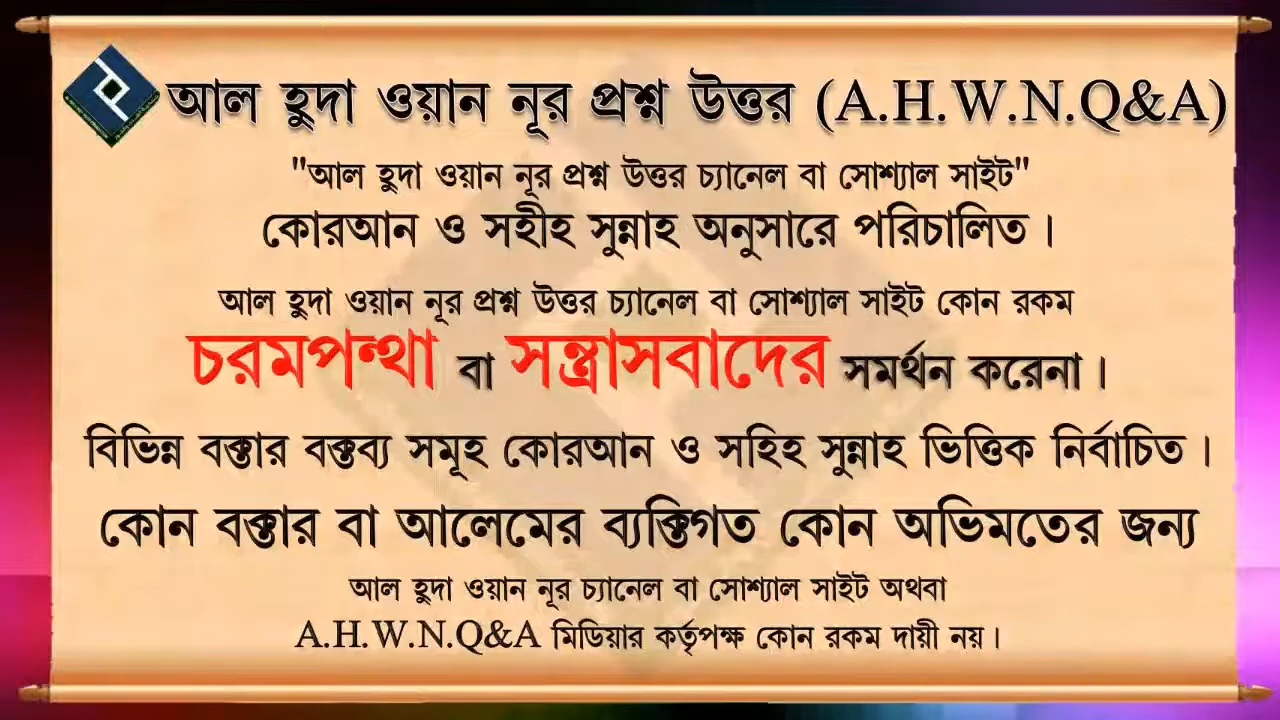 আল হুদা ওয়ান নূর প্রশ্ন উত্তর (A.H.W.N.Q&A)
"আল হুদা ওয়ান নূর প্রশ্ন উত্তর চ্যানেল বা সোশ্যাল সাইট"
কোরআন ও সহীহ সুন্নাহ অনুসারে পরিচালিত।
আল হুদা ওয়ান নূর প্রশ্ন উত্তর চ্যানেল বা সোশ্যাল সাইট কোন রকম
চরমপন্থা বা সন্ত্রাসবাদের সমর্থন করেনা।
বিভিন্ন বক্তার বক্তব্য সমূহ কোরআন ও সহিহ সুন্নাহ ভিত্তিক নির্বাচিত।
কোন বক্তার বা আলেমের ব্যক্তিগত কোন অভিমতের জন্য
আল হুদা ওয়ান নূর চ্যানেল বা সোশ্যাল সাইট অথবা
A.H.W.N.Q&A মিডিয়ার কর্তৃপক্ষ কোন রকম দায়ী নয়।